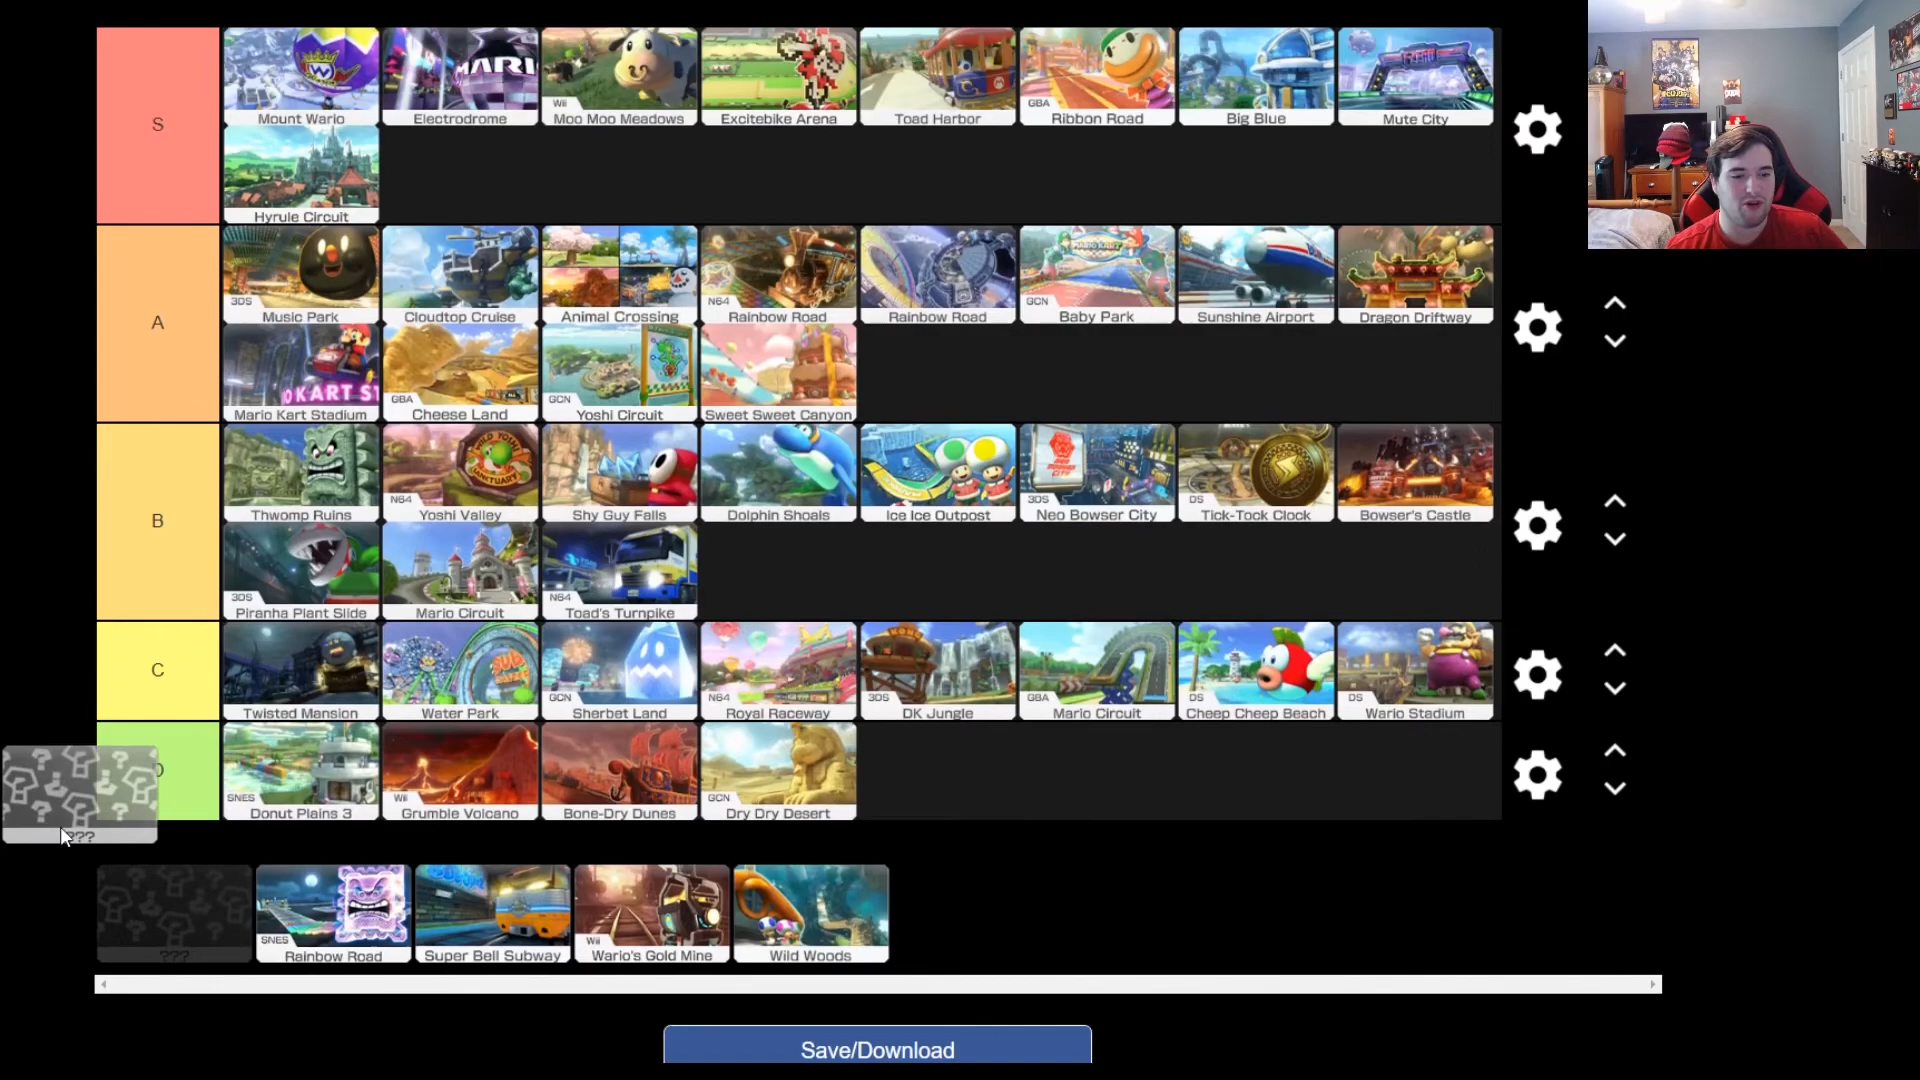 S
Mount Wario
MARI
Electrodrome
Wii
Moo Moo Meadows
Excitebike Arena
Toad Harbor
GBA
Ribbon Road
Big Blue
Mute City
Hyrule Circuit
A
3DS
Music Park
Cloudtop Cruise
Animal Crossing
N64
Rainbow Road
Rainbow Road
GCN
Baby Park
Sunshine Airport
Dragon Driftway
O KART ST
Mario Kart Stadium
GBA
Cheese Land
GCN
Yoshi Circuit
Sweet Sweet Canyon
B
Thwomp Ruins
N64
Yoshi Valley
Shy Guy Falls
Dolphin Shoals
Ice Ice Outpost
3DS
Neo Bowser City
DS
Tick-Tock Clock
Bowser's Castle
3DS
Piranha Plant Slide
Mario Circuit
N64
Toad's Turnpike
C
Twisted Mansion
Water Park
GCN
Sherbet Land
N64
Royal Raceway
KONG
3DS
DK Jungle
GBA
Mario Circuit
DS
Cheep Cheep Beach
DS
Wario Stadium
D
SNES
Donut Plains 3
Wii
Grumble Volcano
Bone-Dry Dunes
GCN
Dry Dry Desert
???
???
SNES
Rainbow Road
Super Bell Subway
Wii
Wario's Gold Mine
Wild Woods
Save/Download